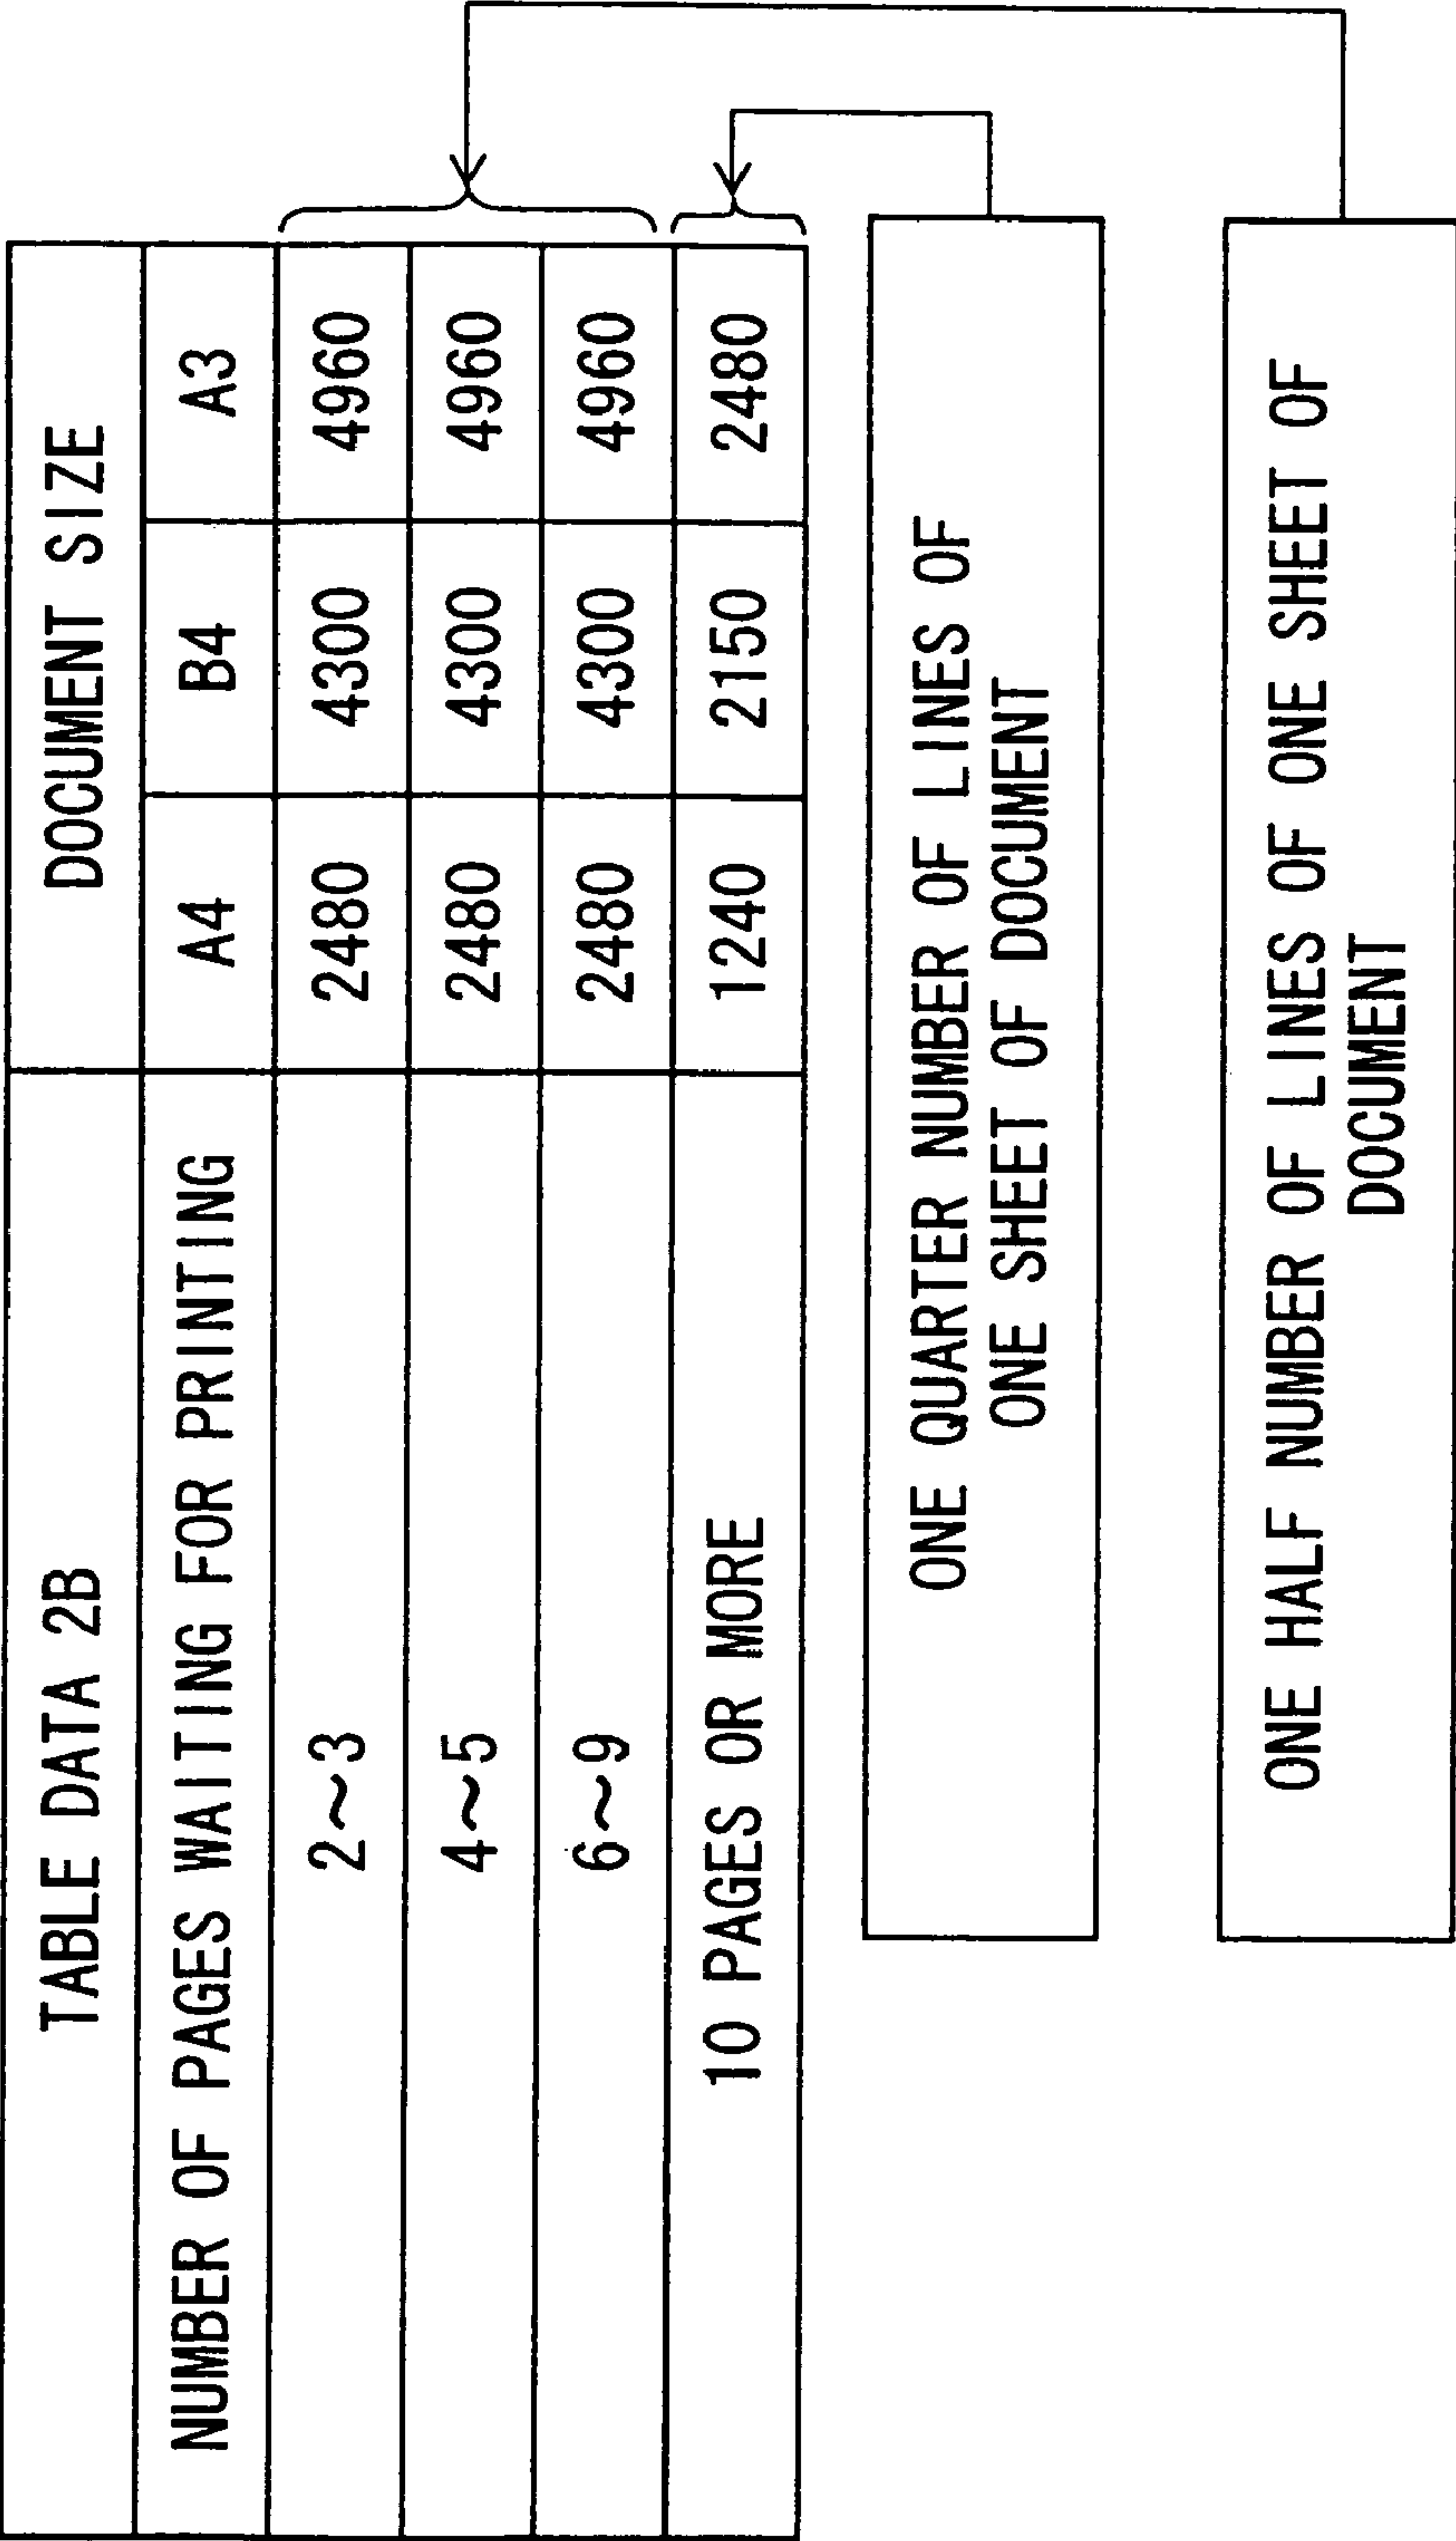 TABLE DATA 2B DOCUMENT SIZE
NUMBER OF PAGES WAITING FOR PRINTING A4 B4 A3
2~3 2480 4300 4960
4~5 2480 4300 4960
6~9 2480 4300 4960
10 PAGES OR MORE 1240 2150 2480
ONE QUARTER NUMBER OF LINES OF
ONE SHEET OF DOCUMENT
ONE HALF NUMBER OF LINES OF ONE SHEET OF
DOCUMENT